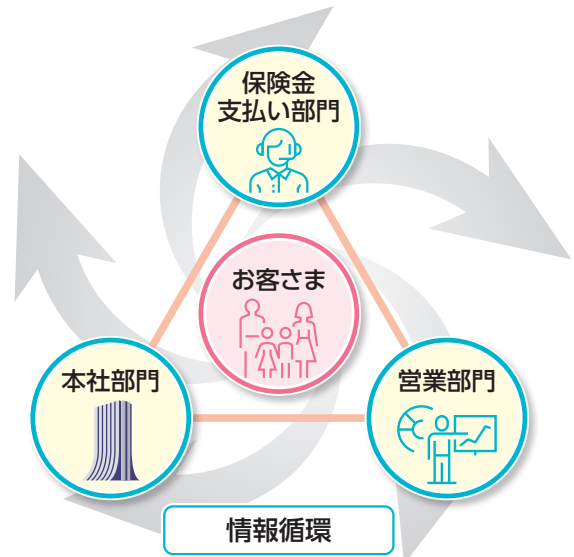 保険金
支払い部門
お客さま
本社部門
営業部門
情報循環